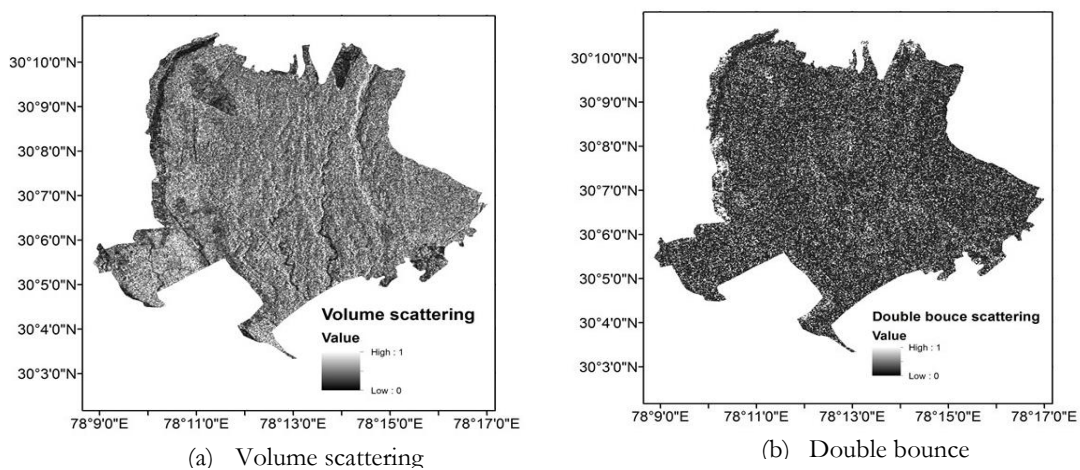 30°10'0"N
30°9'0"N
30°8'0"N
30°7'0"N
30°6'0"N
30°5'0"N
30°4'0"N
30°3'0"N
Volume scattering
Value
High : 1
Low : 0
78°9'0"E 78°11'0"E 78°13'0"E 78°15'0"E 78°17'0"E
(a) Volume scattering
30°10'0"N
30°9'0"N
30°8'0"N
30°7'0"N
30°6'0"N
30°5'0"N
30°4'0"N
30°3'0"N
Double bouce scattering
Value
High : 1
Low : 0
78°9'0"E 78°11'0"E 78°13'0"E 78°15'0"E 78°17'0"E
(b) Double bounce